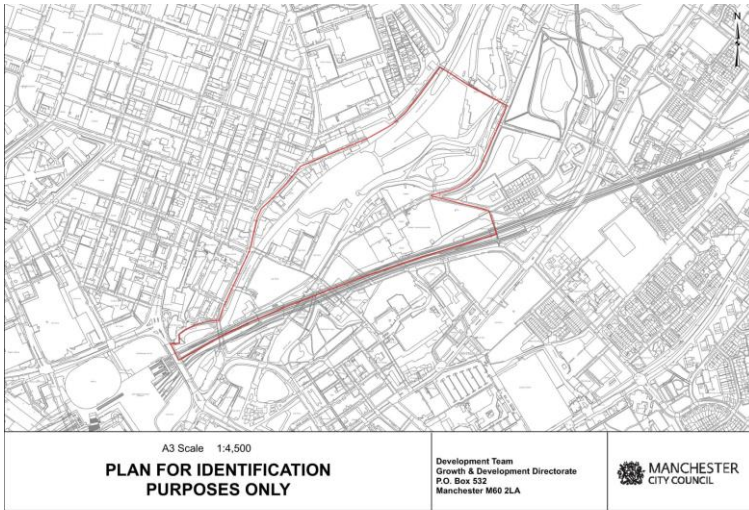 N
A3 Scale 1:4,500
PLAN FOR IDENTIFICATION
PURPOSES ONLY
Development Team
Growth & Development Directorate
P.O. Box 532
Manchester M60 2LA
MANCHESTER
CITY COUNCIL